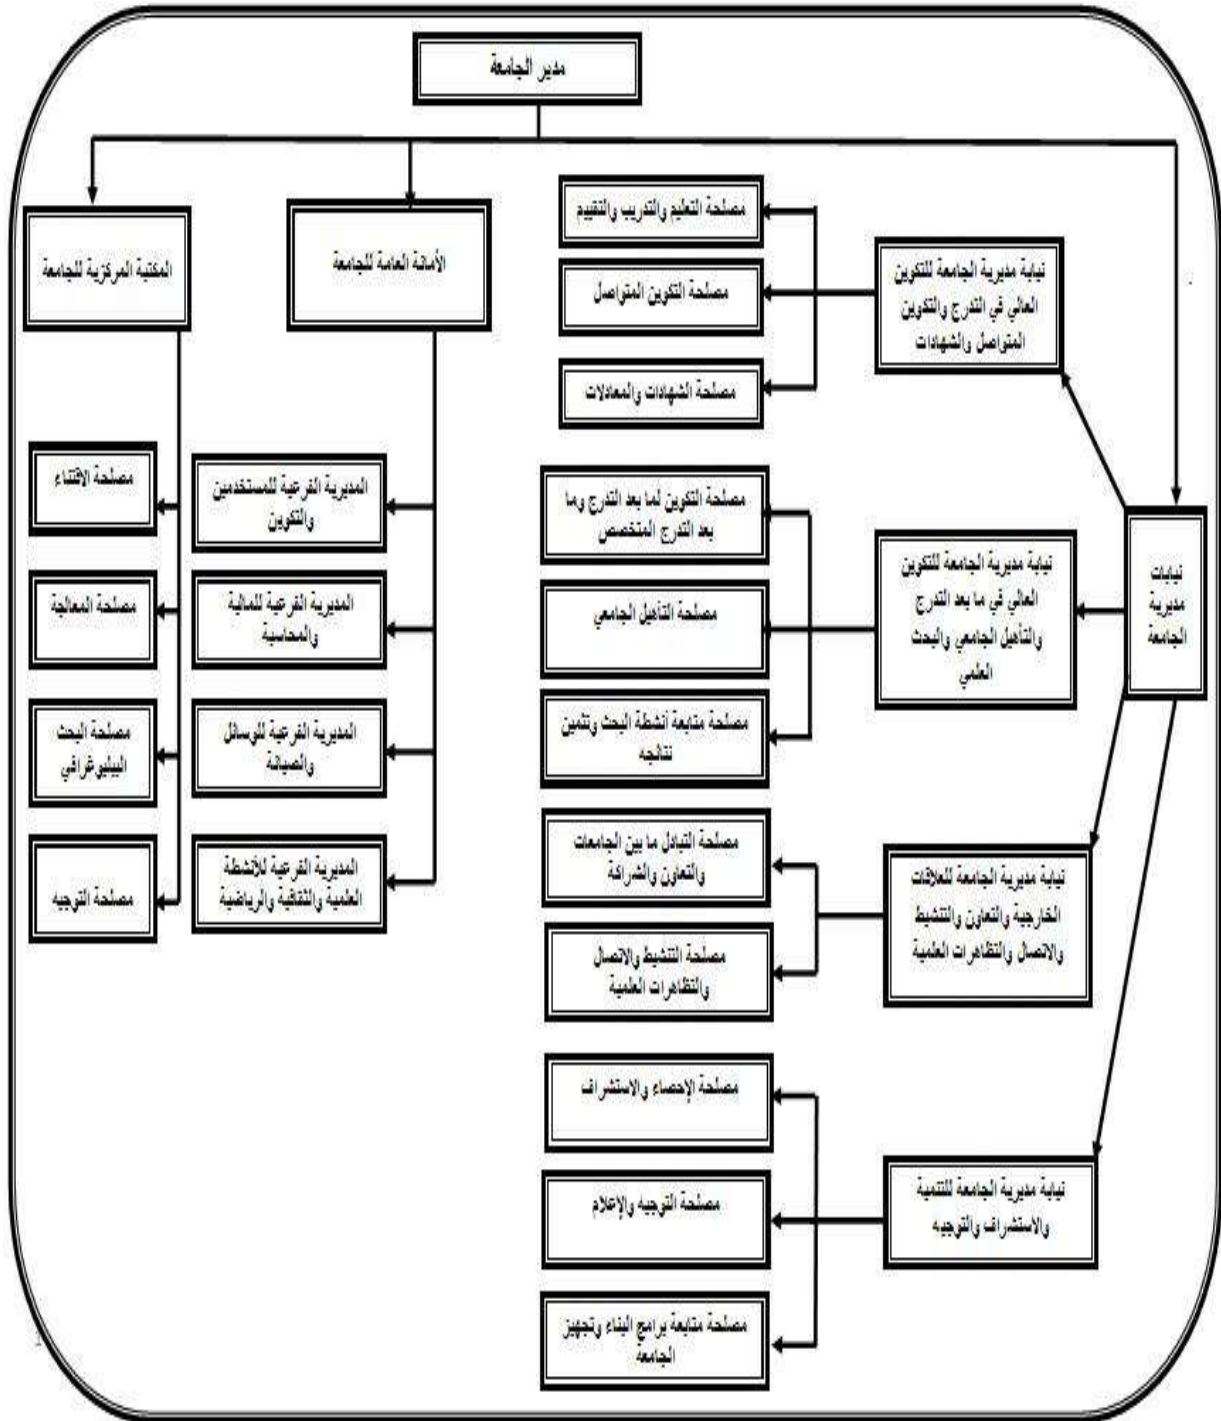 مدير الجامعة
نيابات
مديرية
الجامعة
نيابة مديرية الجامعة للتكوين
العالي في التدرج والتكوين
المتواصل والشهادات
مصلحة التعليم والتدريب والتقييم
مصلحة التكوين المتواصل
مصلحة الشهادات والمعادلات
نيابة مديرية الجامعة للتكوين
العالي في ما بعد التدرج
والتأهيل الجامعي والبحث
العلمي
مصلحة التكوين لما بعد التدرج وما
بعد التدرج المتخصص
مصلحة التأهيل الجامعي
مصلحة متابعة أنشطة البحث وتثمين
نتائجه
نيابة مديرية الجامعة للعلاقات
الخارجية والتعاون والتنشيط
والاتصال والتظاهرات العلمية
مصلحة التبادل ما بين الجامعات
والتعاون والشراكة
مصلحة التنشيط والاتصال
والتظاهرات العلمية
نيابة مديرية الجامعة للتنمية
والاستشراف والتوجيه
مصلحة الإحصاء والاستشراف
مصلحة التوجيه والإعلام
مصلحة متابعة برامج البناء وتجهيز
الجامعة
الأمانة العامة للجامعة
المديرية الفرعية للمستخدمين
والتكوين
المديرية الفرعية للمالية
والمحاسبة
المديرية الفرعية للوسائل
والصيانة
المديرية الفرعية للأنشطة
العلمية والثقافية والرياضية
المكتبة المركزية للجامعة
مصلحة الاقتناء
مصلحة المعالجة
مصلحة البحث
الببليوغرافي
مصلحة التوجيه